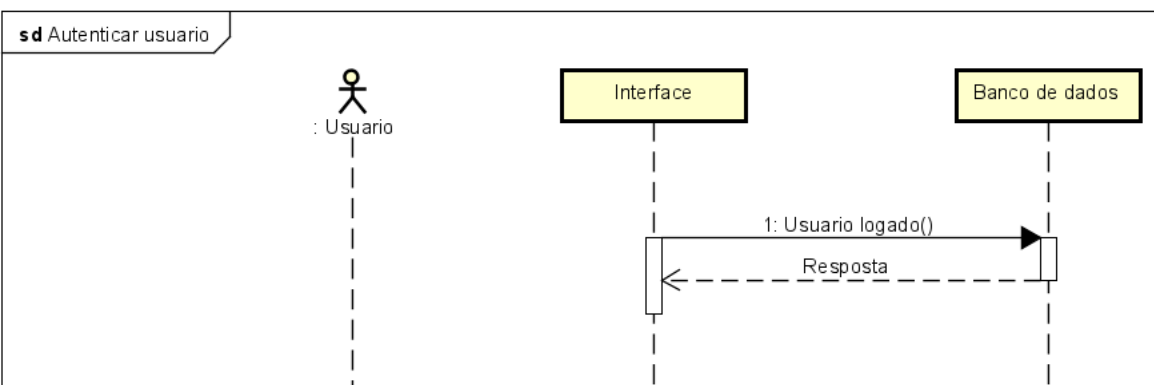 sd Autenticar usuario
: Usuario
Interface
Banco de dados
1: Usuario logado()
Resposta